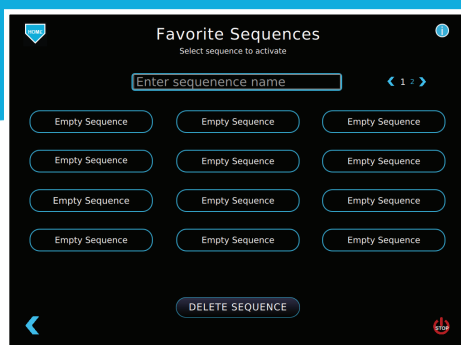 HOME
Favorite Sequences
Select sequence to activate
Enter sequenence name
1 2
Empty Sequence Empty Sequence Empty Sequence
Empty Sequence Empty Sequence Empty Sequence
Empty Sequence Empty Sequence Empty Sequence
Empty Sequence Empty Sequence Empty Sequence
DELETE SEQUENCE
STOP